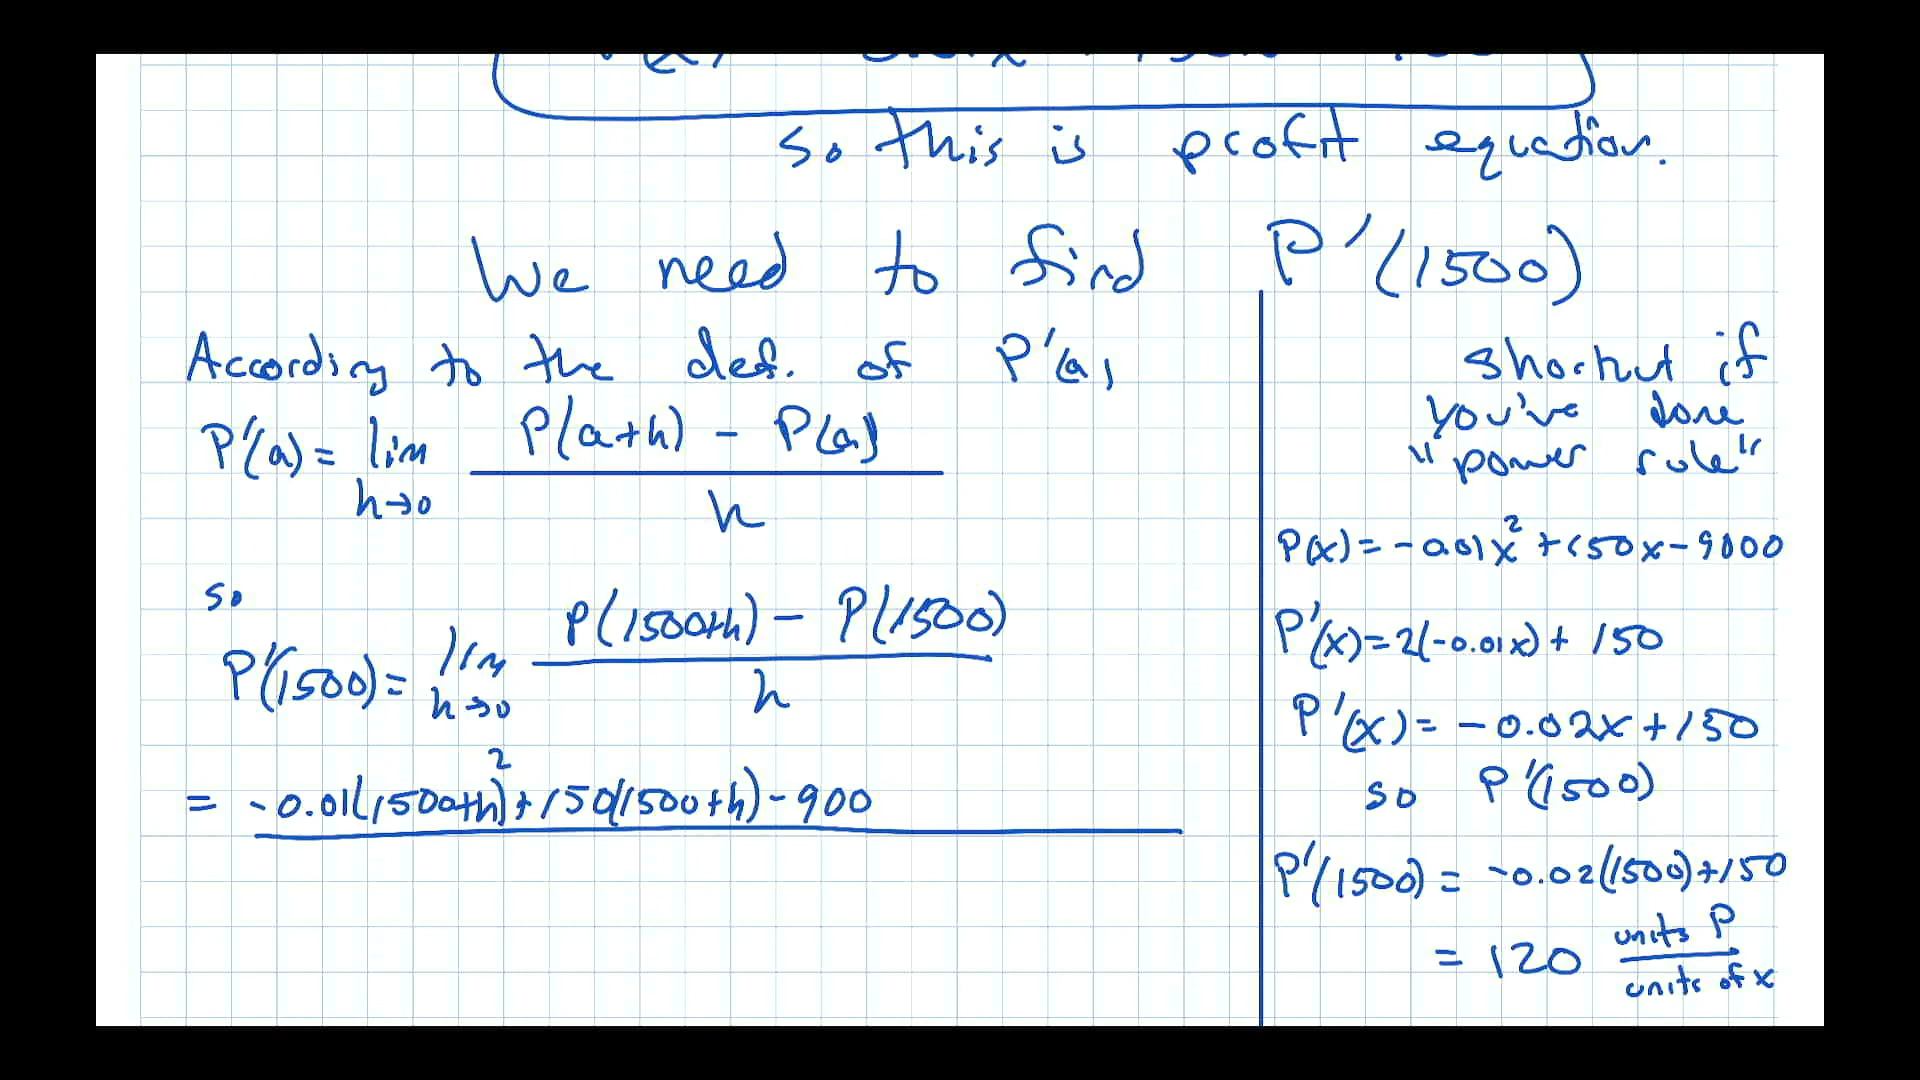 so this is profit equation.
We need to find P'(1500)
According to the def. of P'(a)
P'(a) = lim h→0 P(a+h) - P(a) / h
so
P'(1500) = lim h→0 P(1500+h) - P(1500) / h
= -0.01(1500+h)² + 150(1500+h) - 900
shortcut if
you've done
"power rule"
P(x) = -0.01x² + 150x - 9000
P'(x) = 2(-0.01x) + 150
P'(x) = -0.02x + 150
so P'(1500)
P'(1500) = -0.02(1500) + 150
= 120 units P / units of x